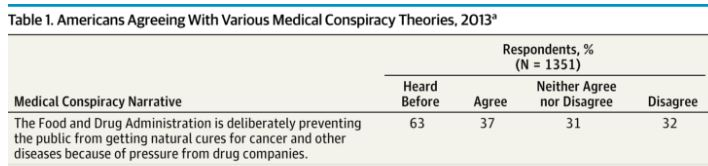 Table 1. Americans Agreeing With Various Medical Conspiracy Theories, 2013a
Respondents, %
(N = 1351)
Medical Conspiracy Narrative Heard Before Agree Neither Agree nor Disagree Disagree
The Food and Drug Administration is deliberately preventing 63 37 31 32
the public from getting natural cures for cancer and other
diseases because of pressure from drug companies.